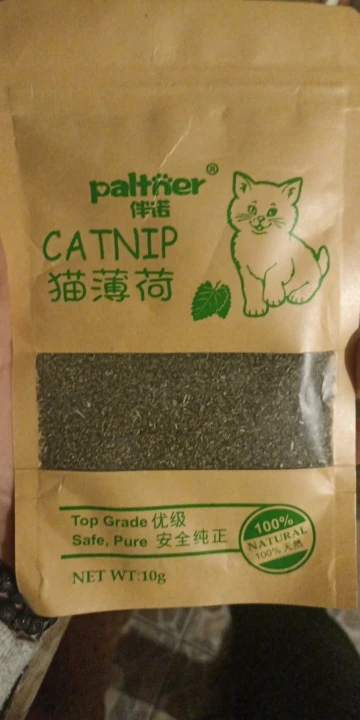 paltner®
伴诺
CATNIP
猫薄荷
Top Grade 优级
Safe, Pure 安全纯正
100%
NATURAL
100% 天然
NET WT:10g